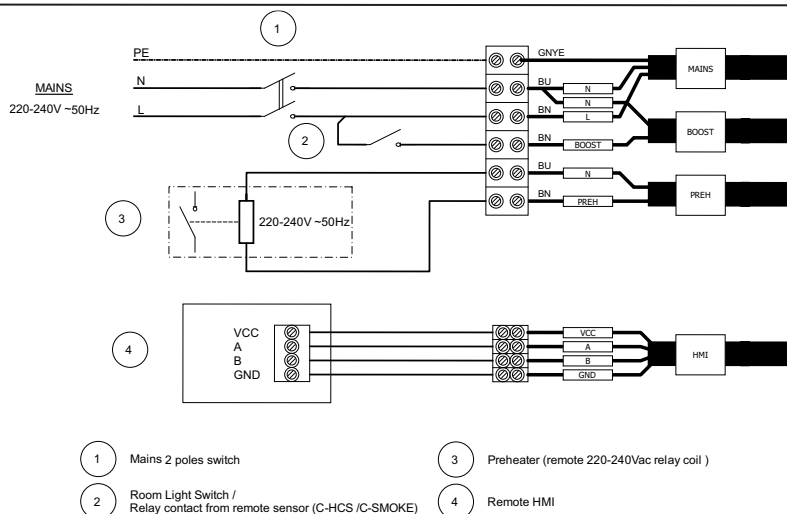 1
PE
GNYE
MAINS
MAINS
220-240V ~50Hz
N
BU
N
N
L
BN
L
2
BN
BOOST
BOOST
BU
N
PREH
BN
PREH
3
220-240V ~50Hz
4
VCC
A
B
GND
VCC
A
B
GND
HMI
1 Mains 2 poles switch
3 Preheater (remote 220-240Vac relay coil )
2 Room Light Switch /
Relay contact from remote sensor (C-HCS /C-SMOKE)
4 Remote HMI